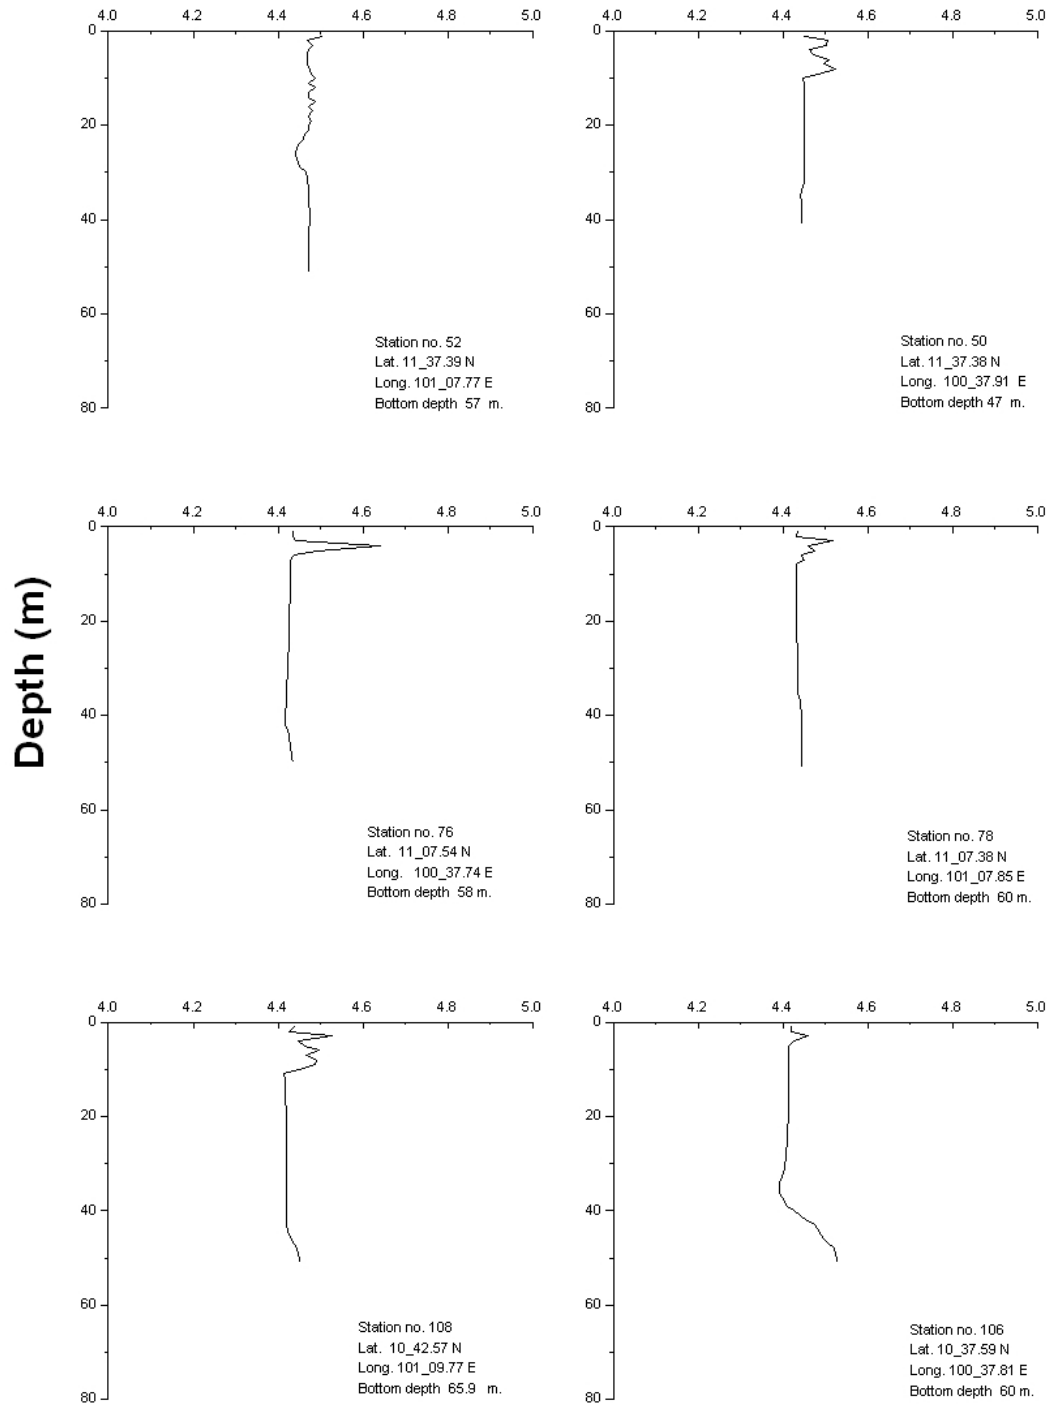 4.0 4.2 4.4 4.6 4.8 5.0
0
20
40
60
80
Station no. 52
Lat. 11_37.39 N
Long. 101_07.77 E
Bottom depth 57 m.
4.0 4.2 4.4 4.6 4.8 5.0
0
20
40
60
80
Station no. 50
Lat. 11_37.38 N
Long. 100_37.91 E
Bottom depth 47 m.
Depth (m)
4.0 4.2 4.4 4.6 4.8 5.0
0
20
40
60
80
Station no. 76
Lat. 11_07.54 N
Long. 100_37.74 E
Bottom depth 58 m.
4.0 4.2 4.4 4.6 4.8 5.0
0
20
40
60
80
Station no. 78
Lat. 11_07.38 N
Long. 101_07.85 E
Bottom depth 60 m.
4.0 4.2 4.4 4.6 4.8 5.0
0
20
40
60
80
Station no. 108
Lat. 10_42.57 N
Long. 101_09.77 E
Bottom depth 65.9 m.
4.0 4.2 4.4 4.6 4.8 5.0
0
20
40
60
80
Station no. 106
Lat. 10_37.59 N
Long. 100_37.81 E
Bottom depth 60 m.